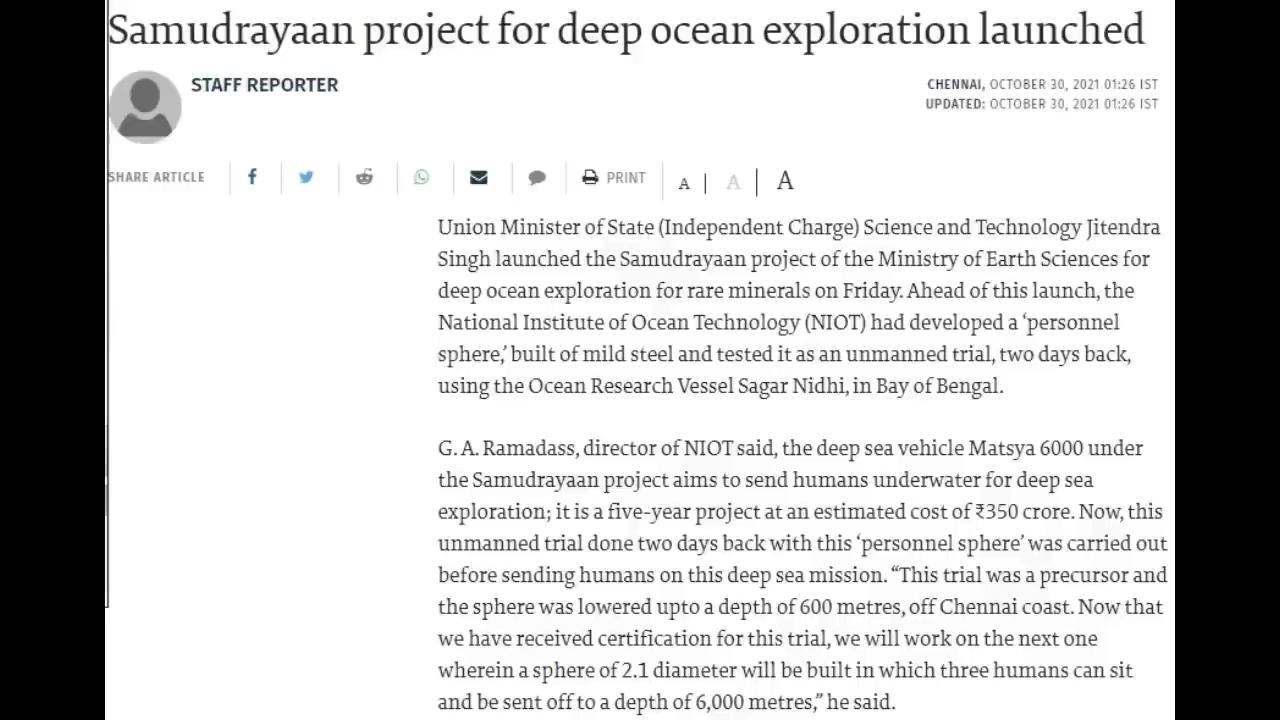 Samudrayaan project for deep ocean exploration launched
STAFF REPORTER
CHENNAI, OCTOBER 30, 2021 01:26 IST
UPDATED: OCTOBER 30, 2021 01:26 IST
SHARE ARTICLE
PRINT
A | A | A
Union Minister of State (Independent Charge) Science and Technology Jitendra
Singh launched the Samudrayaan project of the Ministry of Earth Sciences for
deep ocean exploration for rare minerals on Friday. Ahead of this launch, the
National Institute of Ocean Technology (NIOT) had developed a ‘personnel
sphere,’ built of mild steel and tested it as an unmanned trial, two days back,
using the Ocean Research Vessel Sagar Nidhi, in Bay of Bengal.
G. A. Ramadass, director of NIOT said, the deep sea vehicle Matsya 6000 under
the Samudrayaan project aims to send humans underwater for deep sea
exploration; it is a five-year project at an estimated cost of ₹350 crore. Now, this
unmanned trial done two days back with this ‘personnel sphere’ was carried out
before sending humans on this deep sea mission. “This trial was a precursor and
the sphere was lowered upto a depth of 600 metres, off Chennai coast. Now that
we have received certification for this trial, we will work on the next one
wherein a sphere of 2.1 diameter will be built in which three humans can sit
and be sent off to a depth of 6,000 metres,” he said.